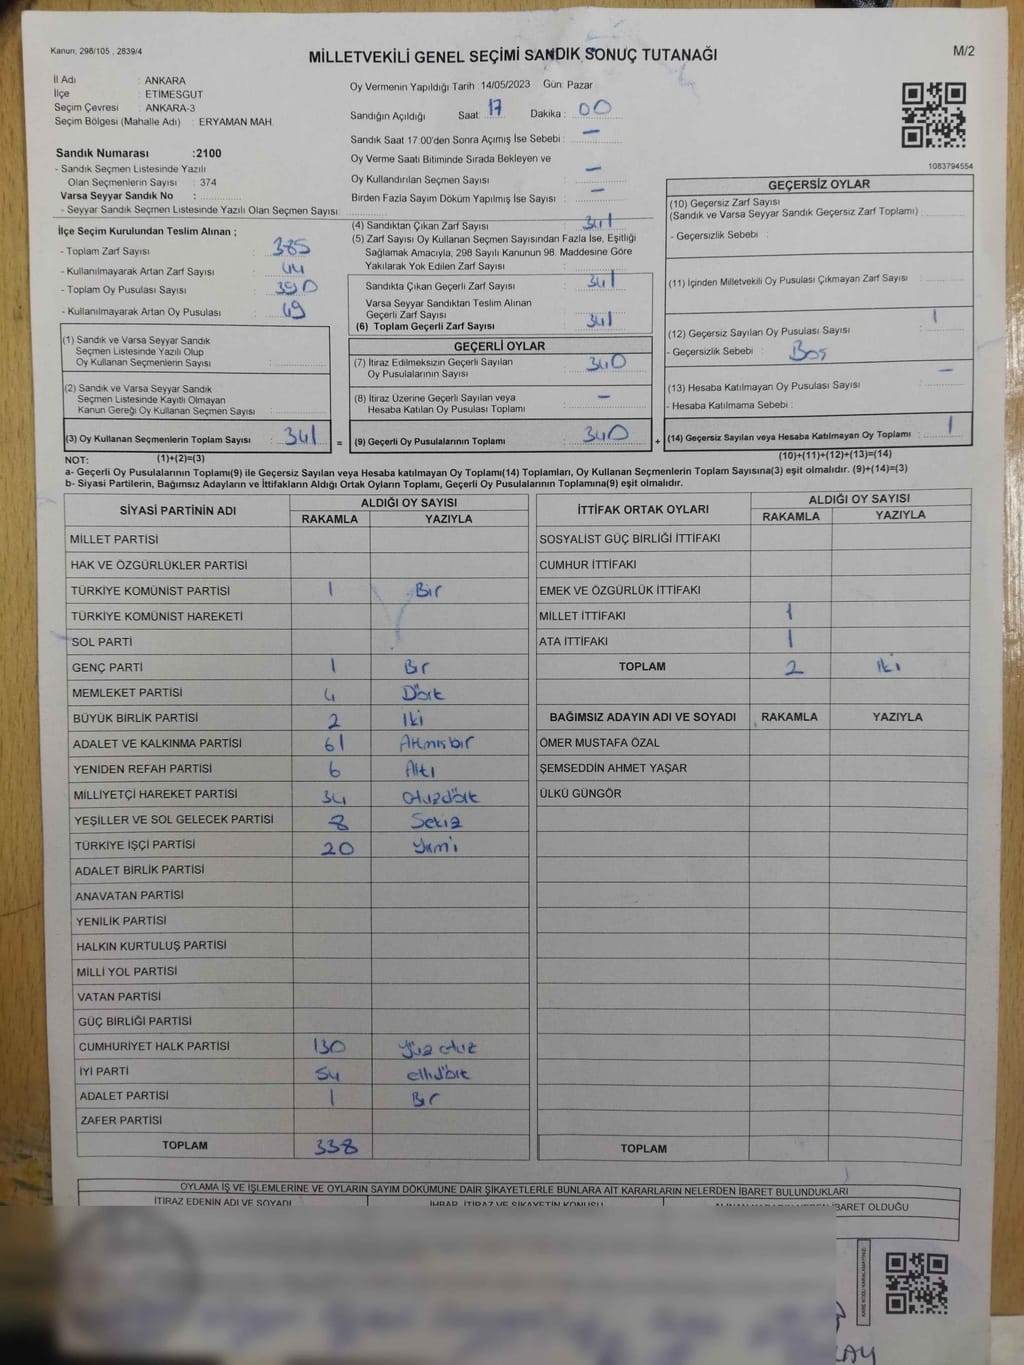 Kanun; 298/105 , 2839/4
MİLLETVEKİLİ GENEL SEÇİMİ SANDIK SONUÇ TUTANAĞI
M/2
İl Adı : ANKARA
İlçe : ETİMESGUT
Seçim Çevresi : ANKARA-3
Seçim Bölgesi (Mahalle Adı) : ERYAMAN MAH.
Sandık Numarası :2100
- Sandık Seçmen Listesinde Yazılı
Olan Seçmenlerin Sayısı : 374
Varsa Seyyar Sandık No :
- Seyyar Sandık Seçmen Listesinde Yazılı Olan Seçmen Sayısı:
İlçe Seçim Kurulundan Teslim Alınan ;
- Toplam Zarf Sayısı 385
- Kullanılmayarak Artan Zarf Sayısı 44
- Toplam Oy Pusulası Sayısı 390
- Kullanılmayarak Artan Oy Pusulası 49
(1) Sandık ve Varsa Seyyar Sandık
Seçmen Listesinde Yazılı Olup
Oy Kullanan Seçmenlerin Sayısı
(2) Sandık ve Varsa Seyyar Sandık
Seçmen Listesinde Kayıtlı Olmayan
Kanun Gereği Oy Kullanan Seçmen Sayısı :
(3) Oy Kullanan Seçmenlerin Toplam Sayısı 341 =
Oy Vermenin Yapıldığı Tarih :14/05/2023 Gün: Pazar
Sandığın Açıldığı Saat: 17 Dakika : 00
Sandık Saat 17:00'den Sonra Açımış İse Sebebi : —
Oy Verme Saati Bitiminde Sırada Bekleyen ve
Oy Kullandırılan Seçmen Sayısı —
Birden Fazla Sayım Döküm Yapılmış İse Sayısı : —
(4) Sandıktan Çıkan Zarf Sayısı 341
(5) Zarf Sayısı Oy Kullanan Seçmen Sayısından Fazla İse, Eşitliği
Sağlamak Amacıyla, 298 Sayılı Kanunun 98. Maddesine Göre
Yakılarak Yok Edilen Zarf Sayısı
Sandıkta Çıkan Geçerli Zarf Sayısı 341
Varsa Seyyar Sandıktan Teslim Alınan
Geçerli Zarf Sayısı :
(6) Toplam Geçerli Zarf Sayısı 341
GEÇERLİ OYLAR
(7) İtiraz Edilmeksizin Geçerli Sayılan
Oy Pusulalarının Sayısı 340
(8) İtiraz Üzerine Geçerli Sayılan veya
Hesaba Katılan Oy Pusulası Toplamı : —
(9) Geçerli Oy Pusulalarının Toplamı 340 +
1083794554
GEÇERSİZ OYLAR
(10) Geçersiz Zarf Sayısı
(Sandık ve Varsa Seyyar Sandık Geçersiz Zarf Toplamı)
- Geçersizlik Sebebi :
(11) İçinden Milletvekili Oy Pusulası Çıkmayan Zarf Sayısı
(12) Geçersiz Sayılan Oy Pusulası Sayısı 1
- Geçersizlik Sebebi : Boş
(13) Hesaba Katılmayan Oy Pusulası Sayısı —
- Hesaba Katılmama Sebebi :
(14) Geçersiz Sayılan veya Hesaba Katılmayan Oy Toplamı 1
NOT: (1)+(2)=(3)
(10)+(11)+(12)+(13)=(14)
a- Geçerli Oy Pusulalarının Toplamı(9) ile Geçersiz Sayılan veya Hesaba katılmayan Oy Toplamı(14) Toplamları, Oy Kullanan Seçmenlerin Toplam Sayısına(3) eşit olmalıdır. (9)+(14)=(3)
b- Siyasi Partilerin, Bağımsız Adayların ve İttifakların Aldığı Ortak Oyların Toplamı, Geçerli Oy Pusulalarının Toplamına(9) eşit olmalıdır.
SİYASİ PARTİNİN ADI ALDIĞI OY SAYISI
RAKAMLA YAZIYLA
MİLLET PARTİSİ
HAK VE ÖZGÜRLÜKLER PARTİSİ
TÜRKİYE KOMÜNİST PARTİSİ 1 Bir
TÜRKİYE KOMÜNİST HAREKETİ
SOL PARTİ
GENÇ PARTİ 1 Bir
MEMLEKET PARTİSİ 4 Dört
BÜYÜK BİRLİK PARTİSİ 2 İki
ADALET VE KALKINMA PARTİSİ 61 Atmışbir
YENİDEN REFAH PARTİSİ 6 Altı
MİLLİYETÇİ HAREKET PARTİSİ 34 Otuzdört
YEŞİLLER VE SOL GELECEK PARTİSİ 8 Sekiz
TÜRKİYE İŞÇİ PARTİSİ 20 Yirmi
ADALET BİRLİK PARTİSİ
ANAVATAN PARTİSİ
YENİLİK PARTİSİ
HALKIN KURTULUŞ PARTİSİ
MİLLİ YOL PARTİSİ
VATAN PARTİSİ
GÜÇ BİRLİĞİ PARTİSİ
CUMHURİYET HALK PARTİSİ 130 Yüz otuz
İYİ PARTİ 54 ellidört
ADALET PARTİSİ 1 Bir
ZAFER PARTİSİ
TOPLAM 338
İTTİFAK ORTAK OYLARI ALDIĞI OY SAYISI
RAKAMLA YAZIYLA
SOSYALİST GÜÇ BİRLİĞİ İTTİFAKI
CUMHUR İTTİFAKI
EMEK VE ÖZGÜRLÜK İTTİFAKI
MİLLET İTTİFAKI 1
ATA İTTİFAKI 1
TOPLAM 2 İki
BAĞIMSIZ ADAYIN ADI VE SOYADI RAKAMLA YAZIYLA
ÖMER MUSTAFA ÖZAL
ŞEMSEDDİN AHMET YAŞAR
ÜLKÜ GÜNGÖR
TOPLAM
OYLAMA İŞ VE İŞLEMLERİNE VE OYLARIN SAYIM DÖKÜMUNE DAİR ŞİKAYETLERLE BUNLARA AİT KARARLARIN NELERDEN İBARET BULUNDUKLARI
İTİRAZ EDENİN ADI VE SOYADI İHBAR, İTİRAZ VE ŞİKAYETİN KONUSU İBARET OLDUĞU